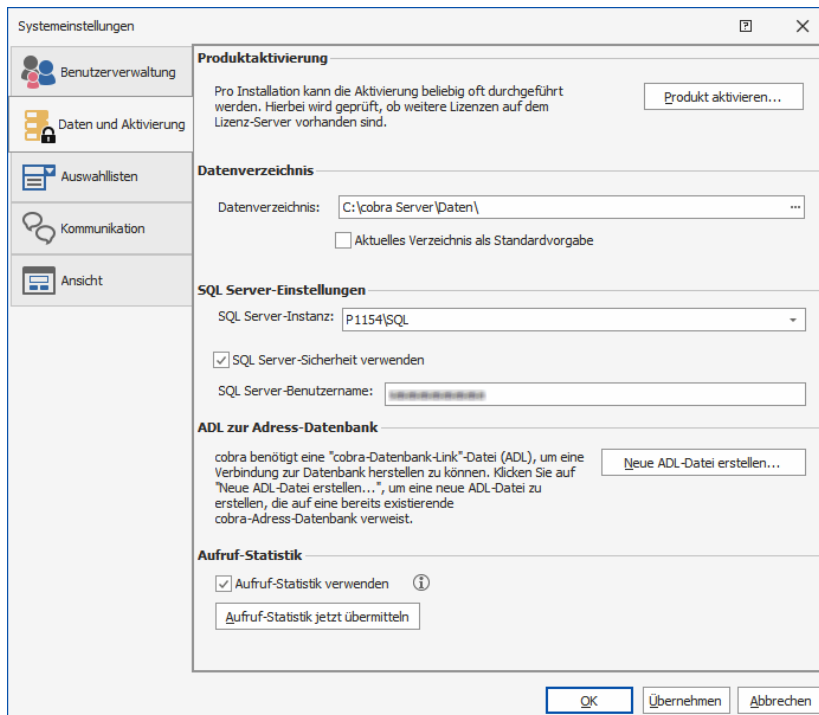 Systemeinstellungen
Benutzerverwaltung
Daten und Aktivierung
Auswahllisten
Kommunikation
Ansicht
Produktaktivierung
Pro Installation kann die Aktivierung beliebig oft durchgeführt
werden. Hierbei wird geprüft, ob weitere Lizenzen auf dem
Lizenz-Server vorhanden sind.
Produkt aktivieren...
Datenverzeichnis
Datenverzeichnis: C:\cobra Server\Daten\ ...
Aktuelles Verzeichnis als Standardvorgabe
SQL Server-Einstellungen
SQL Server-Instanz: P1154\SQL
SQL Server-Sicherheit verwenden
SQL Server-Benutzername:
ADL zur Adress-Datenbank
cobra benötigt eine "cobra-Datenbank-Link"-Datei (ADL), um eine
Verbindung zur Datenbank herstellen zu können. Klicken Sie auf
"Neue ADL-Datei erstellen...", um eine neue ADL-Datei zu
erstellen, die auf eine bereits existierende
cobra-Adress-Datenbank verweist.
Neue ADL-Datei erstellen...
Aufruf-Statistik
Aufruf-Statistik verwenden
Aufruf-Statistik jetzt übermitteln
OK Übernehmen Abbrechen